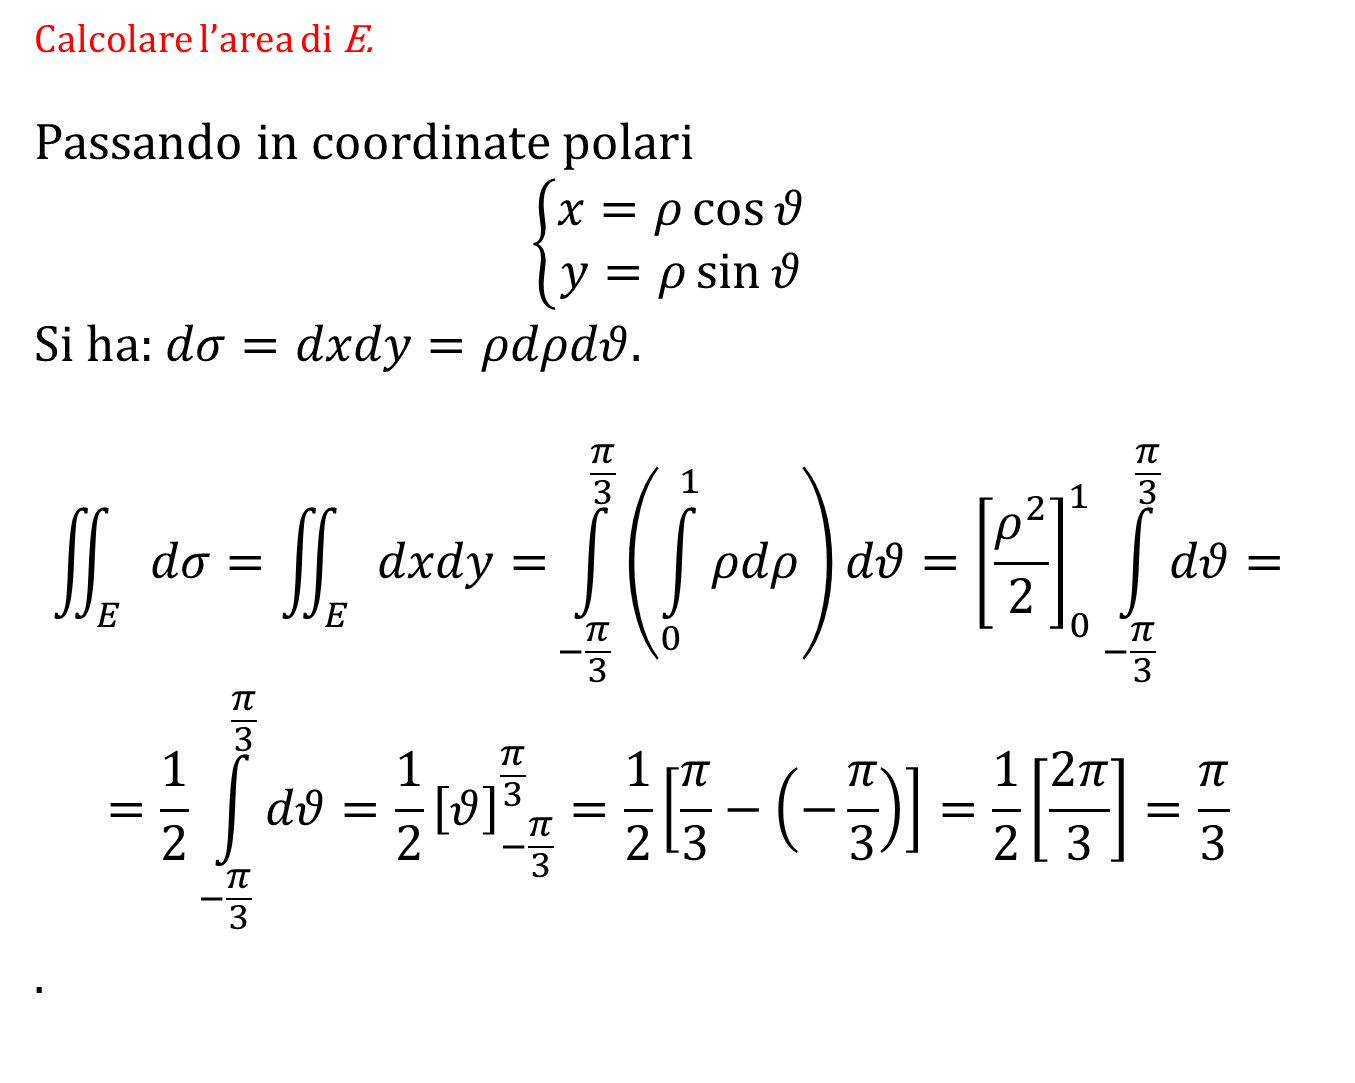 Calcolare l’area di E.
Passando in coordinate polari
{x = ρ cos ϑ
y = ρ sin ϑ
Si ha: dσ = dxdy = ρdρdϑ.
∬_E dσ = ∬_E dxdy = ∫_{-π/3}^{π/3} (∫_0^1 ρdρ) dϑ = [ρ²/2]_0^1 ∫_{-π/3}^{π/3} dϑ =
= 1/2 ∫_{-π/3}^{π/3} dϑ = 1/2 [ϑ]_{-π/3}^{π/3} = 1/2 [π/3 − (−π/3)] = 1/2 [2π/3] = π/3
.